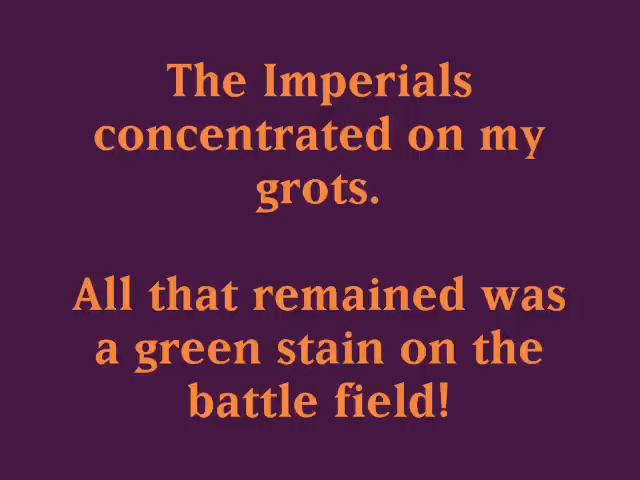 The Imperials
concentrated on my
grots.
All that remained was
a green stain on the
battle field!